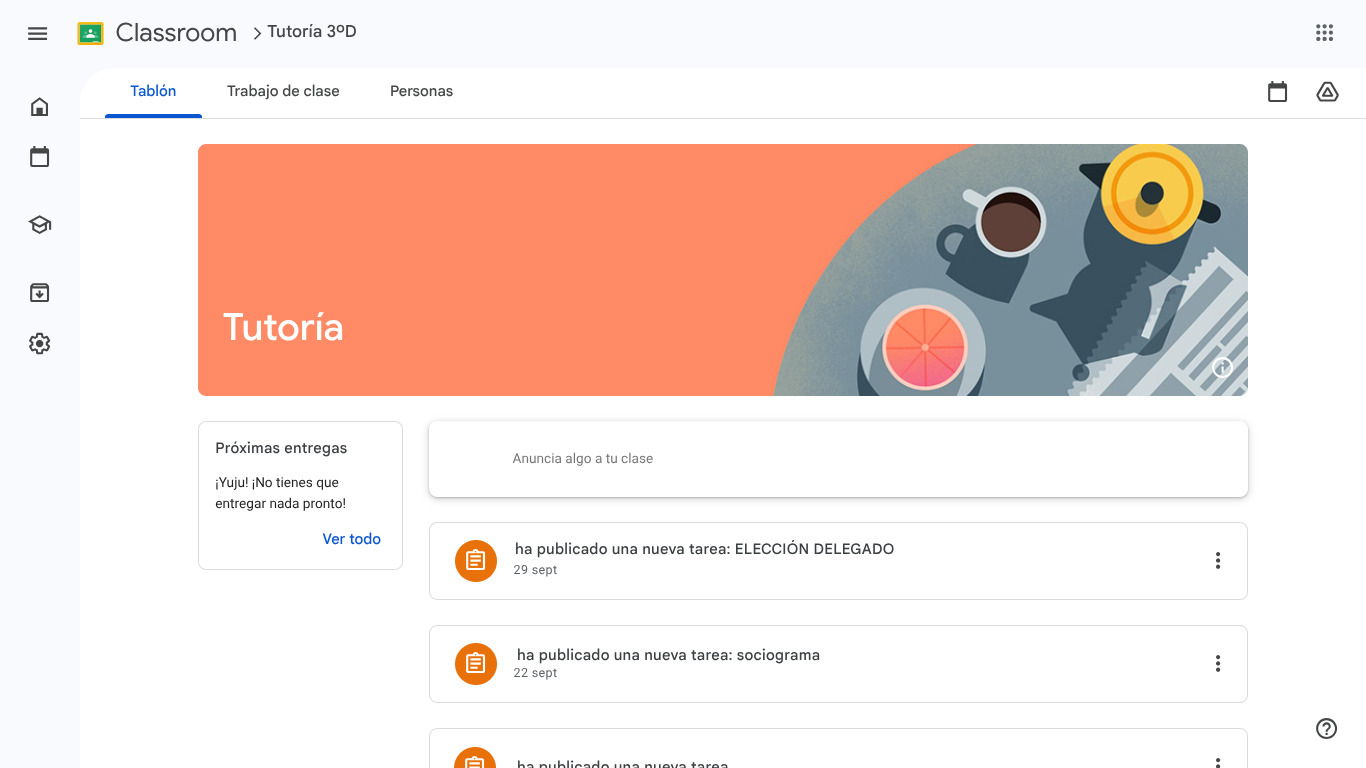 Classroom
Tutoría 3ºD
Tablón
Trabajo de clase
Personas
Tutoría
Próximas entregas
¡Yuju! ¡No tienes que
entregar nada pronto!
Ver todo
Anuncia algo a tu clase
ha publicado una nueva tarea: ELECCIÓN DELEGADO
29 sept
ha publicado una nueva tarea: sociograma
22 sept
ha publicado una nueva tarea